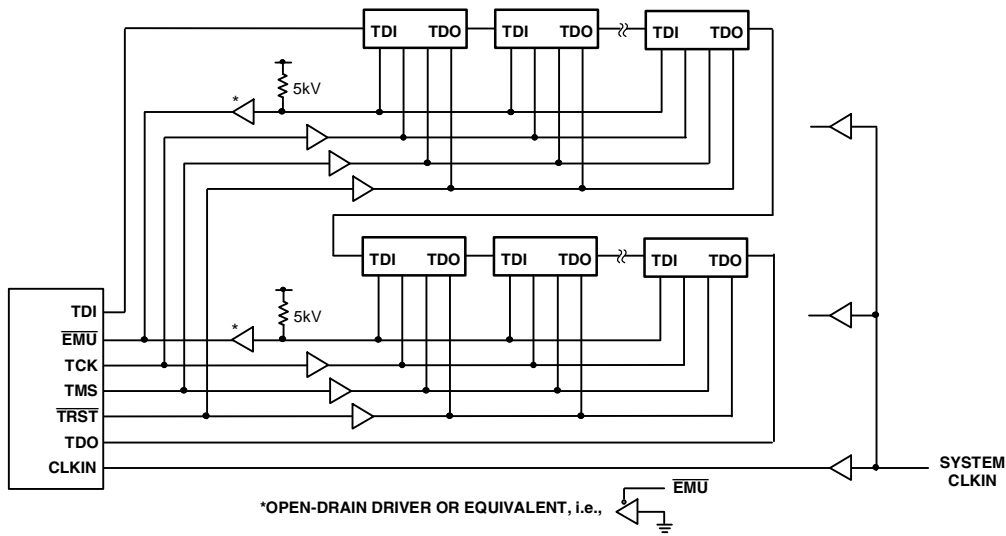 TDI TDO TDI TDO TDI TDO
5kV
*
TDI TDO TDI TDO TDI TDO
5kV
*
TDI
EMU
TCK
TMS
TRST
TDO
CLKIN
SYSTEM
CLKIN
EMU
*OPEN-DRAIN DRIVER OR EQUIVALENT, i.e.,